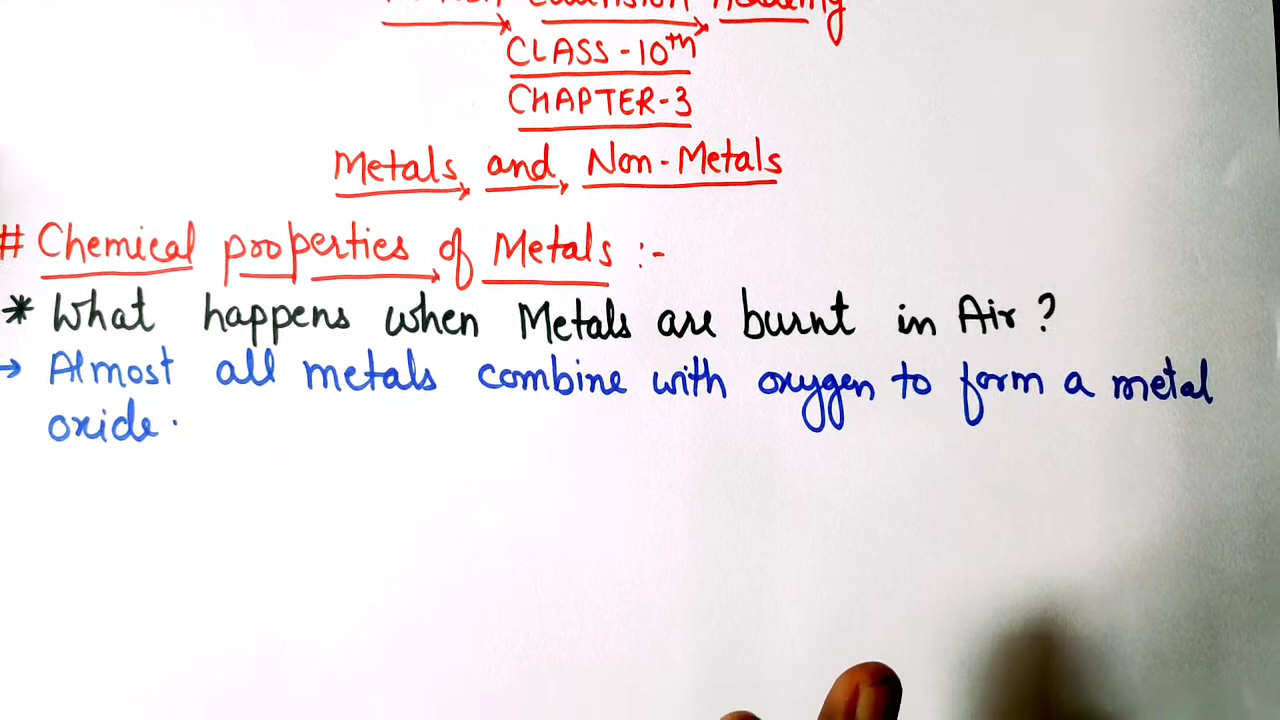 CLASS-10th
CHAPTER-3
Metals and Non-Metals
# Chemical properties of Metals :-
* What happens when Metals are burnt in Air ?
→ Almost all metals combine with oxygen to form a metal
oxide.